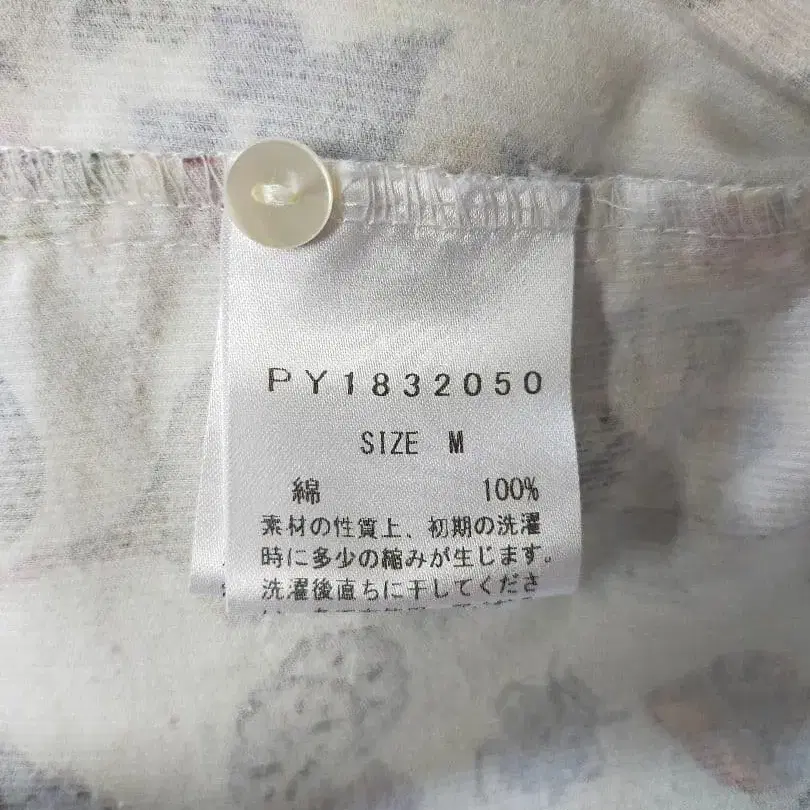 PY1832050
SIZE M
綿 100%
素材の性質上、初期の洗濯
時に多少の縮みが生じます。
洗濯後直ちに干してくださ